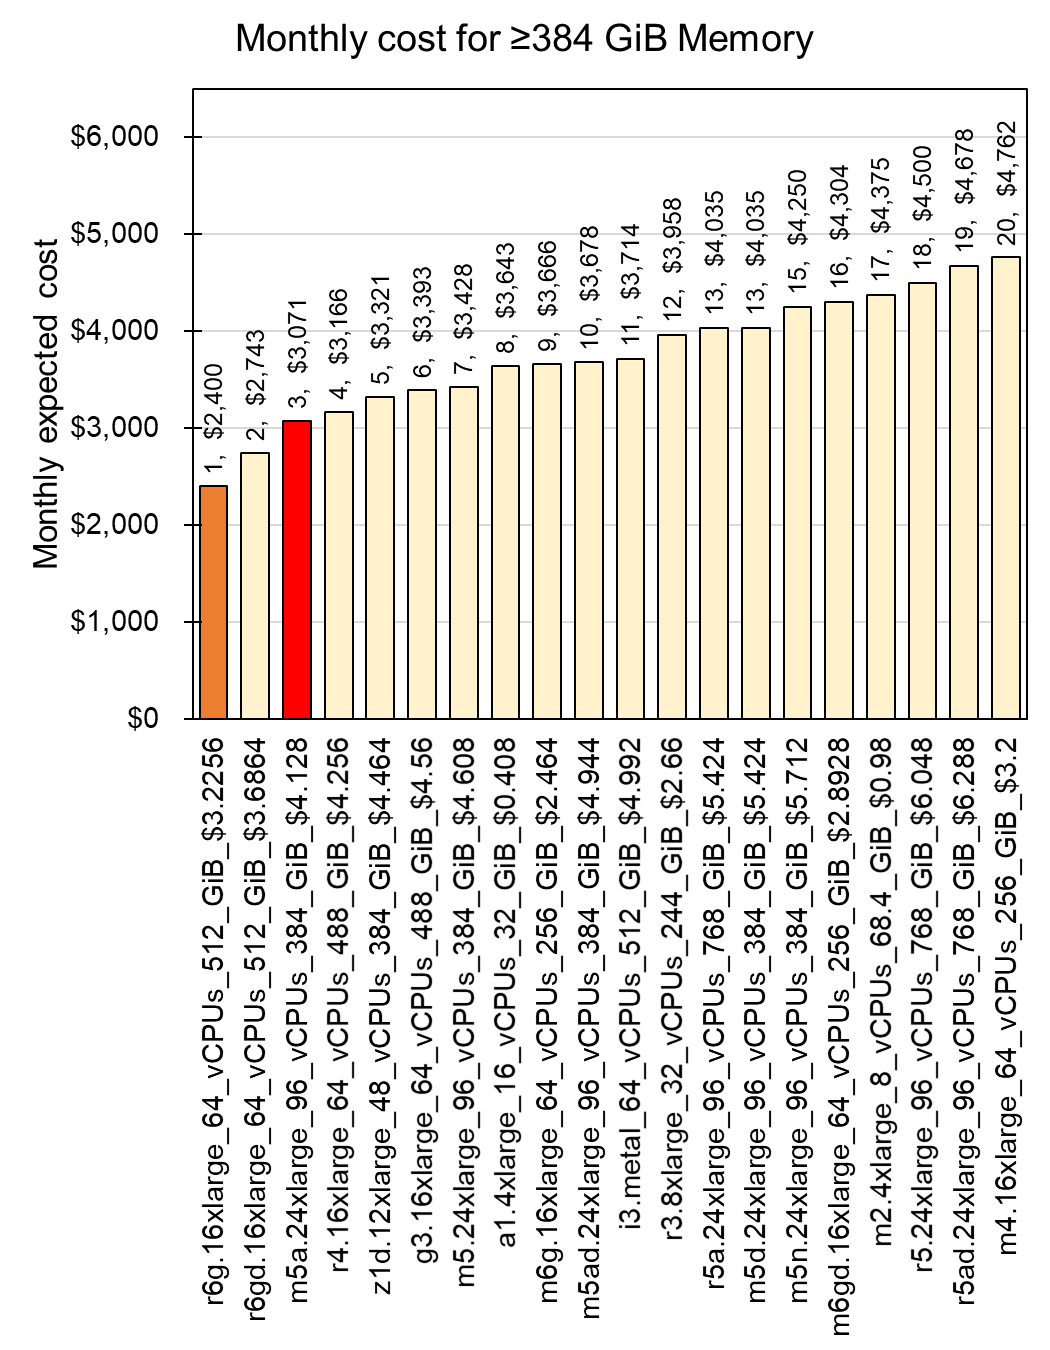 Monthly cost for ≥384 GiB Memory
Monthly expected cost
$6,000
$5,000
$4,000
$3,000
$2,000
$1,000
$0
1, $2,400
2, $2,743
3, $3,071
4, $3,166
5, $3,321
6, $3,393
7, $3,428
8, $3,643
9, $3,666
10, $3,678
11, $3,714
12, $3,958
13, $4,035
13, $4,035
15, $4,250
16, $4,304
17, $4,375
18, $4,500
19, $4,678
20, $4,762
r6g.16xlarge_64_vCPUs_512_GiB_$3.2256
r6gd.16xlarge_64_vCPUs_512_GiB_$3.6864
m5a.24xlarge_96_vCPUs_384_GiB_$4.128
r4.16xlarge_64_vCPUs_488_GiB_$4.256
z1d.12xlarge_48_vCPUs_384_GiB_$4.464
g3.16xlarge_64_vCPUs_488_GiB_$4.56
m5.24xlarge_96_vCPUs_384_GiB_$4.608
a1.4xlarge_16_vCPUs_32_GiB_$0.408
m6g.16xlarge_64_vCPUs_256_GiB_$2.464
m5ad.24xlarge_96_vCPUs_384_GiB_$4.944
i3.metal_64_vCPUs_512_GiB_$4.992
r3.8xlarge_32_vCPUs_244_GiB_$2.66
r5a.24xlarge_96_vCPUs_768_GiB_$5.424
m5d.24xlarge_96_vCPUs_384_GiB_$5.424
m5n.24xlarge_96_vCPUs_384_GiB_$5.712
m6gd.16xlarge_64_vCPUs_256_GiB_$2.8928
m2.4xlarge_8_vCPUs_68.4_GiB_$0.98
r5.24xlarge_96_vCPUs_768_GiB_$6.048
r5ad.24xlarge_96_vCPUs_768_GiB_$6.288
m4.16xlarge_64_vCPUs_256_GiB_$3.2